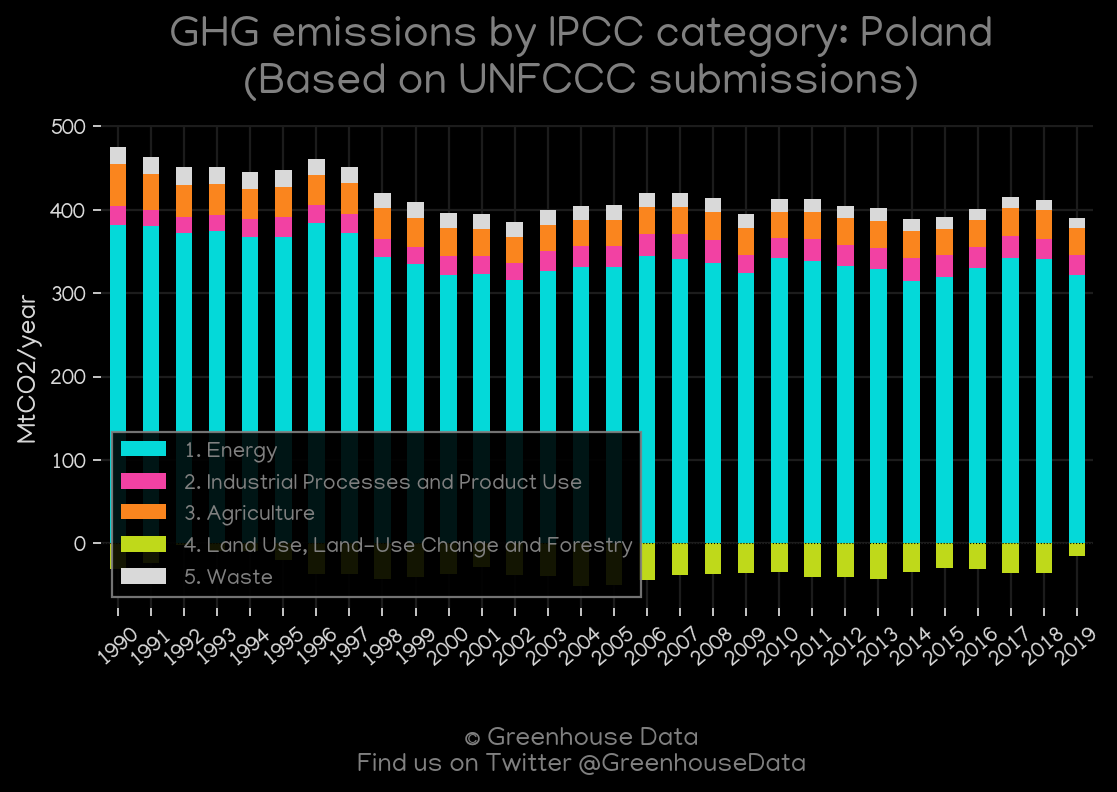 GHG emissions by IPCC category: Poland
(Based on UNFCCC submissions)
MtCO2/year
500
400
300
200
100
0
1. Energy
2. Industrial Processes and Product Use
3. Agriculture
4. Land Use, Land-Use Change and Forestry
5. Waste
1990 1991 1992 1993 1994 1995 1996 1997 1998 1999 2000 2001 2002 2003 2004 2005 2006 2007 2008 2009 2010 2011 2012 2013 2014 2015 2016 2017 2018 2019
© Greenhouse Data
Find us on Twitter @GreenhouseData